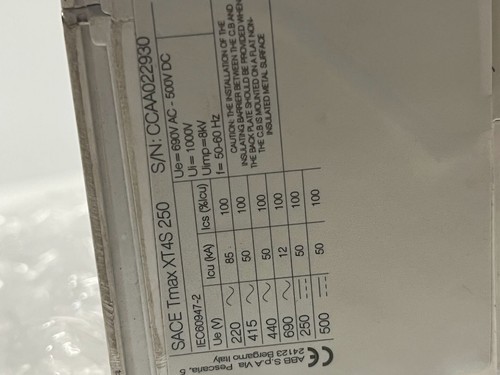 SACE Tmax XT4S 250 S/N: CCAA022930
IEC60947-2 Icu (kA) Ics (%Icu)
Ue (V)
220 ~ 85 100
415 ~ 50 100
440 ~ 50 100
690 ~ 12 100
250 ⎓ 50 100
500 ⎓ 50 100
Ue= 690V AC - 500V DC
Ui= 1000V
Uimp=8kV
f= 50-60 Hz
CAUTION: THE INSTALLATION OF THE
INSULATING BARRIER BETWEEN THE C.B AND
THE BACK PLATE SHOULD BE PROVIDED WHEN
THE C.B IS MOUNTED ON A FLAT NON-
INSULATED METAL SURFACE
CE
ABB S.p.A Via Pescaria, 5
24123 Bergamo Italy